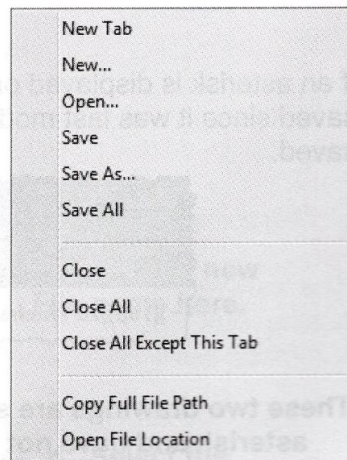 New Tab
New...
Open...
Save
Save As...
Save All
Close
Close All
Close All Except This Tab
Copy Full File Path
Open File Location